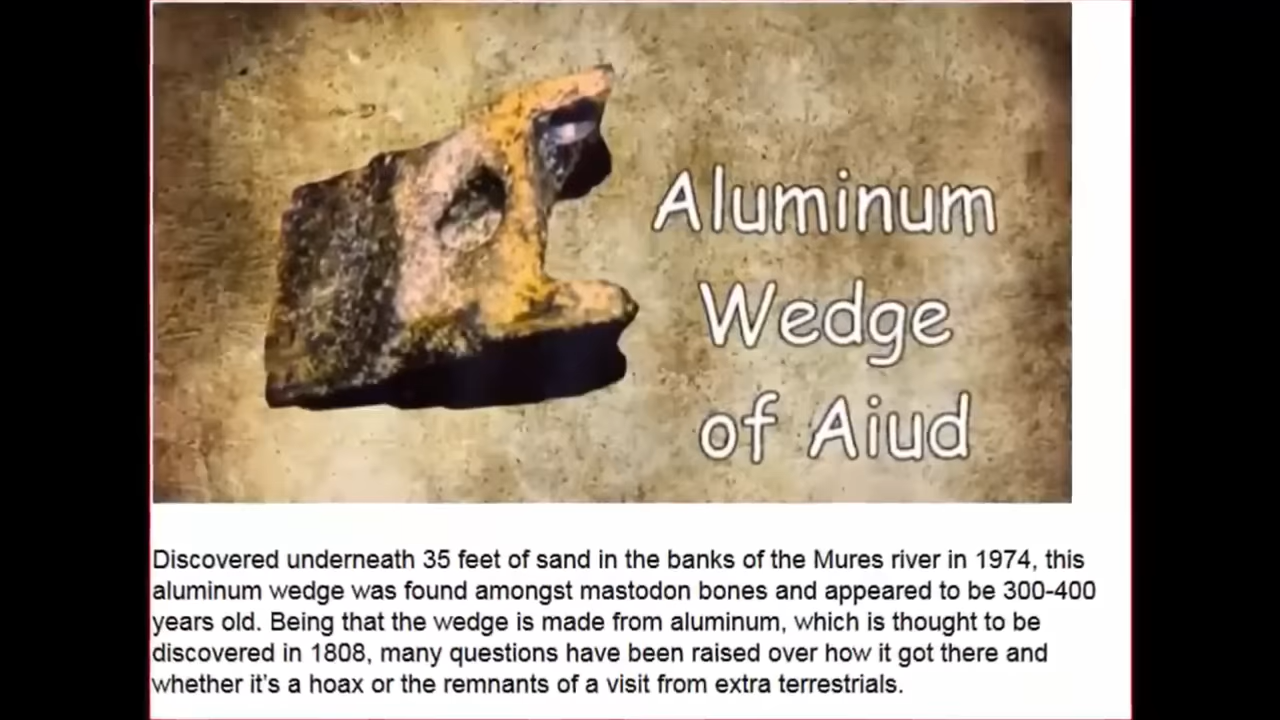 Aluminum
Wedge
of Aiud
Discovered underneath 35 feet of sand in the banks of the Mures river in 1974, this
aluminum wedge was found amongst mastodon bones and appeared to be 300-400
years old. Being that the wedge is made from aluminum, which is thought to be
discovered in 1808, many questions have been raised over how it got there and
whether it's a hoax or the remnants of a visit from extra terrestrials.